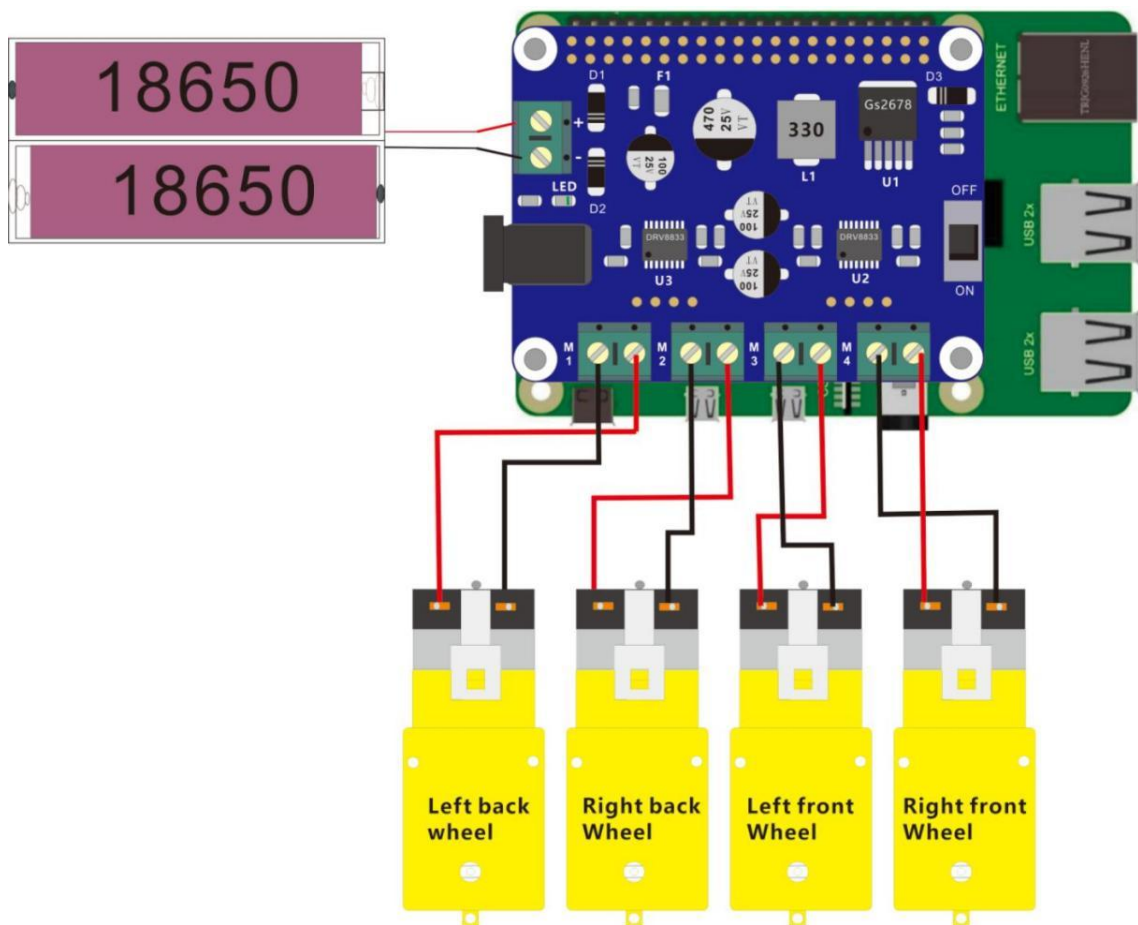 18650
18650
+
-
LED
D1
D2
F1
470
25V
VT
100
25V
VT
330
L1
Gs2678
U1
D3
ETHERNET
USB 2x
USB 2x
OFF
ON
DRV8833
U3
100
25V
VT
100
25V
VT
DRV8833
U2
M
1
M
2
M
3
M
4
Left back
wheel
Right back
Wheel
Left front
Wheel
Right front
Wheel